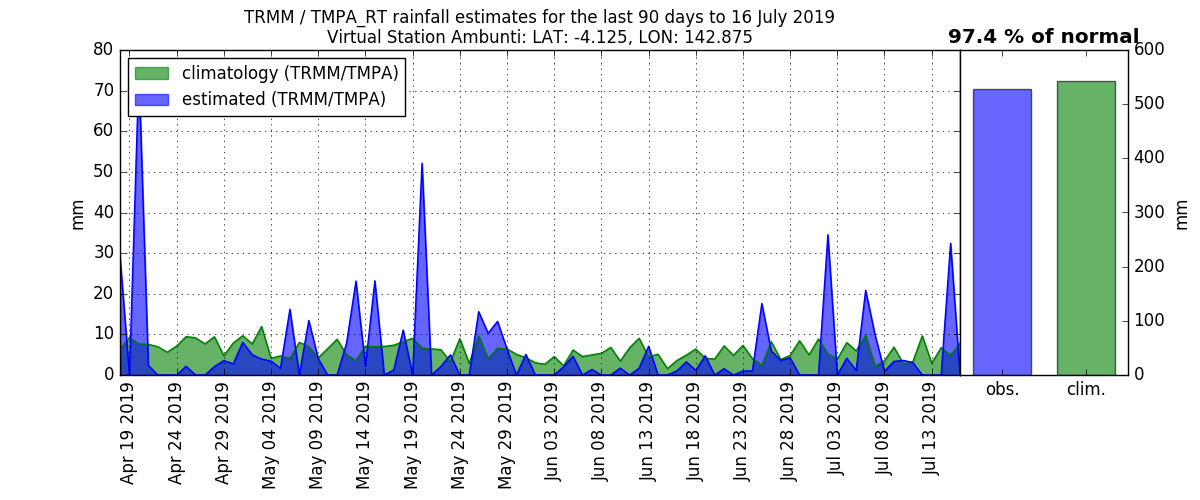 TRMM / TMPA_RT rainfall estimates for the last 90 days to 16 July 2019
Virtual Station Ambunti: LAT: -4.125, LON: 142.875
97.4 % of normal
climatology (TRMM/TMPA)
estimated (TRMM/TMPA)
80
70
60
50
40
30
20
10
0
mm
Apr 19 2019
Apr 24 2019
Apr 29 2019
May 04 2019
May 09 2019
May 14 2019
May 19 2019
May 24 2019
May 29 2019
Jun 03 2019
Jun 08 2019
Jun 13 2019
Jun 18 2019
Jun 23 2019
Jun 28 2019
Jul 03 2019
Jul 08 2019
Jul 13 2019
obs.
clim.
600
500
400
300
200
100
0
mm